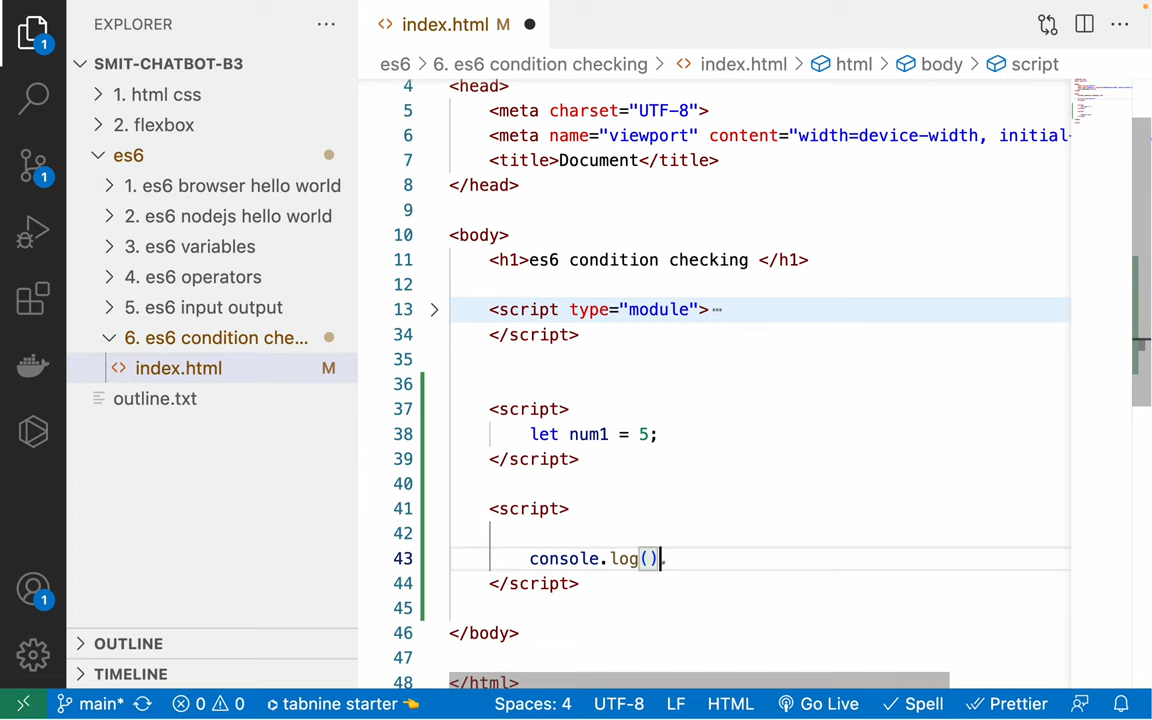 EXPLORER
index.html M
1
SMIT-CHATBOT-B3
es6 > 6. es6 condition checking > index.html > html > body > script
1. html css
2. flexbox
es6
1. es6 browser hello world
2. es6 nodejs hello world
3. es6 variables
4. es6 operators
5. es6 input output
6. es6 condition che...
index.html M
outline.txt
1
1
OUTLINE
TIMELINE
4 <head>
5 <meta charset="UTF-8">
6 <meta name="viewport" content="width=device-width, initial-
7 <title>Document</title>
8 </head>
9
10 <body>
11 <h1>es6 condition checking </h1>
12
13 <script type="module">…
34 </script>
35
36
37 <script>
38 let num1 = 5;
39 </script>
40
41 <script>
42
43 console.log()
44 </script>
45
46 </body>
47
48 </html>
main* 0 0 tabnine starter 👈 Spaces: 4 UTF-8 LF HTML Go Live Spell Prettier